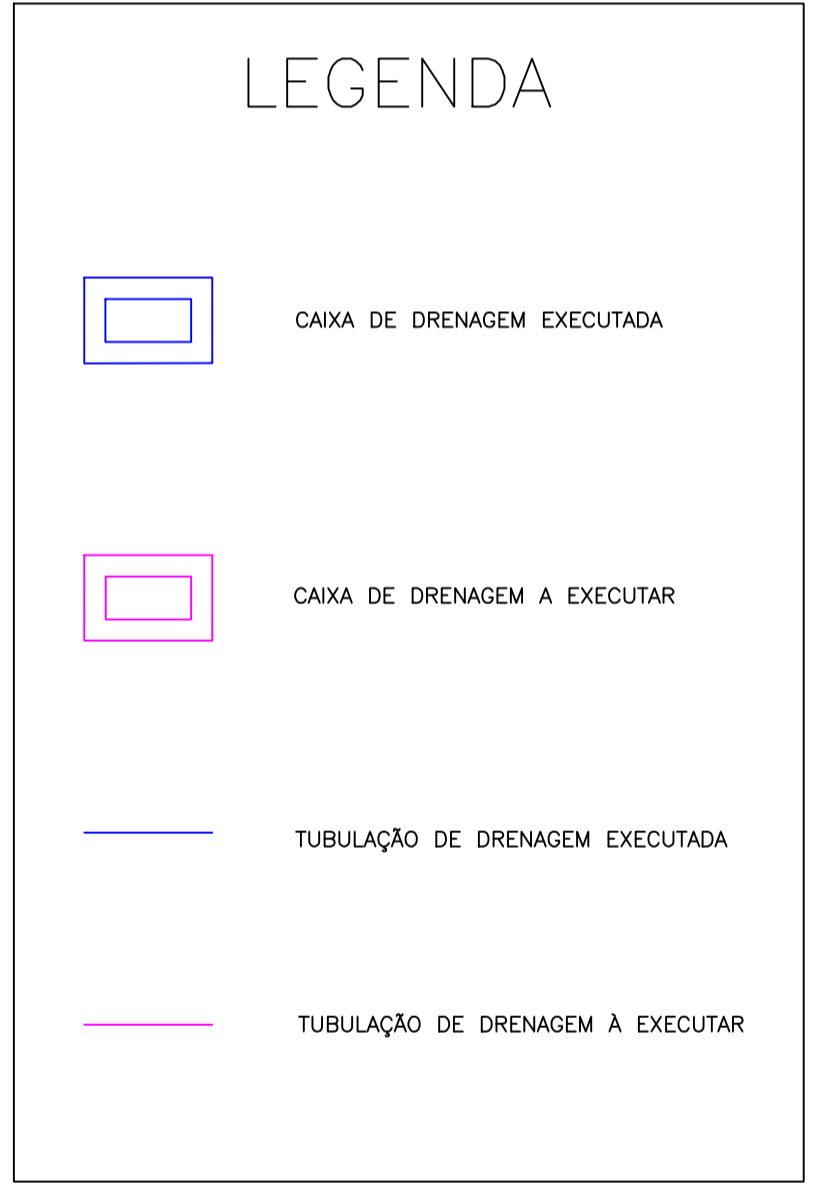 LEGENDA
CAIXA DE DRENAGEM EXECUTADA
CAIXA DE DRENAGEM A EXECUTAR
TUBULAÇÃO DE DRENAGEM EXECUTADA
TUBULAÇÃO DE DRENAGEM À EXECUTAR